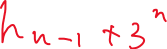 h_{n-1} + 3^n